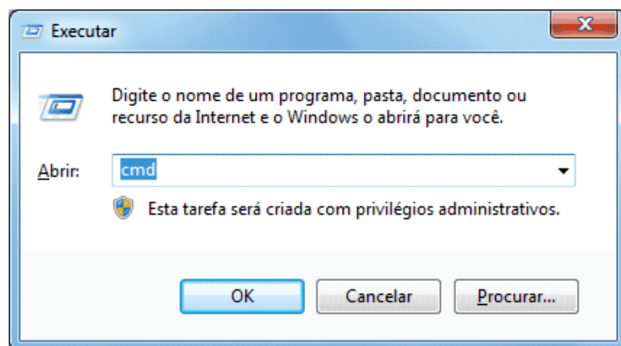 Executar
Digite o nome de um programa, pasta, documento ou
recurso da Internet e o Windows o abrirá para você.
Abrir: cmd
Esta tarefa será criada com privilégios administrativos.
OK Cancelar Procurar...